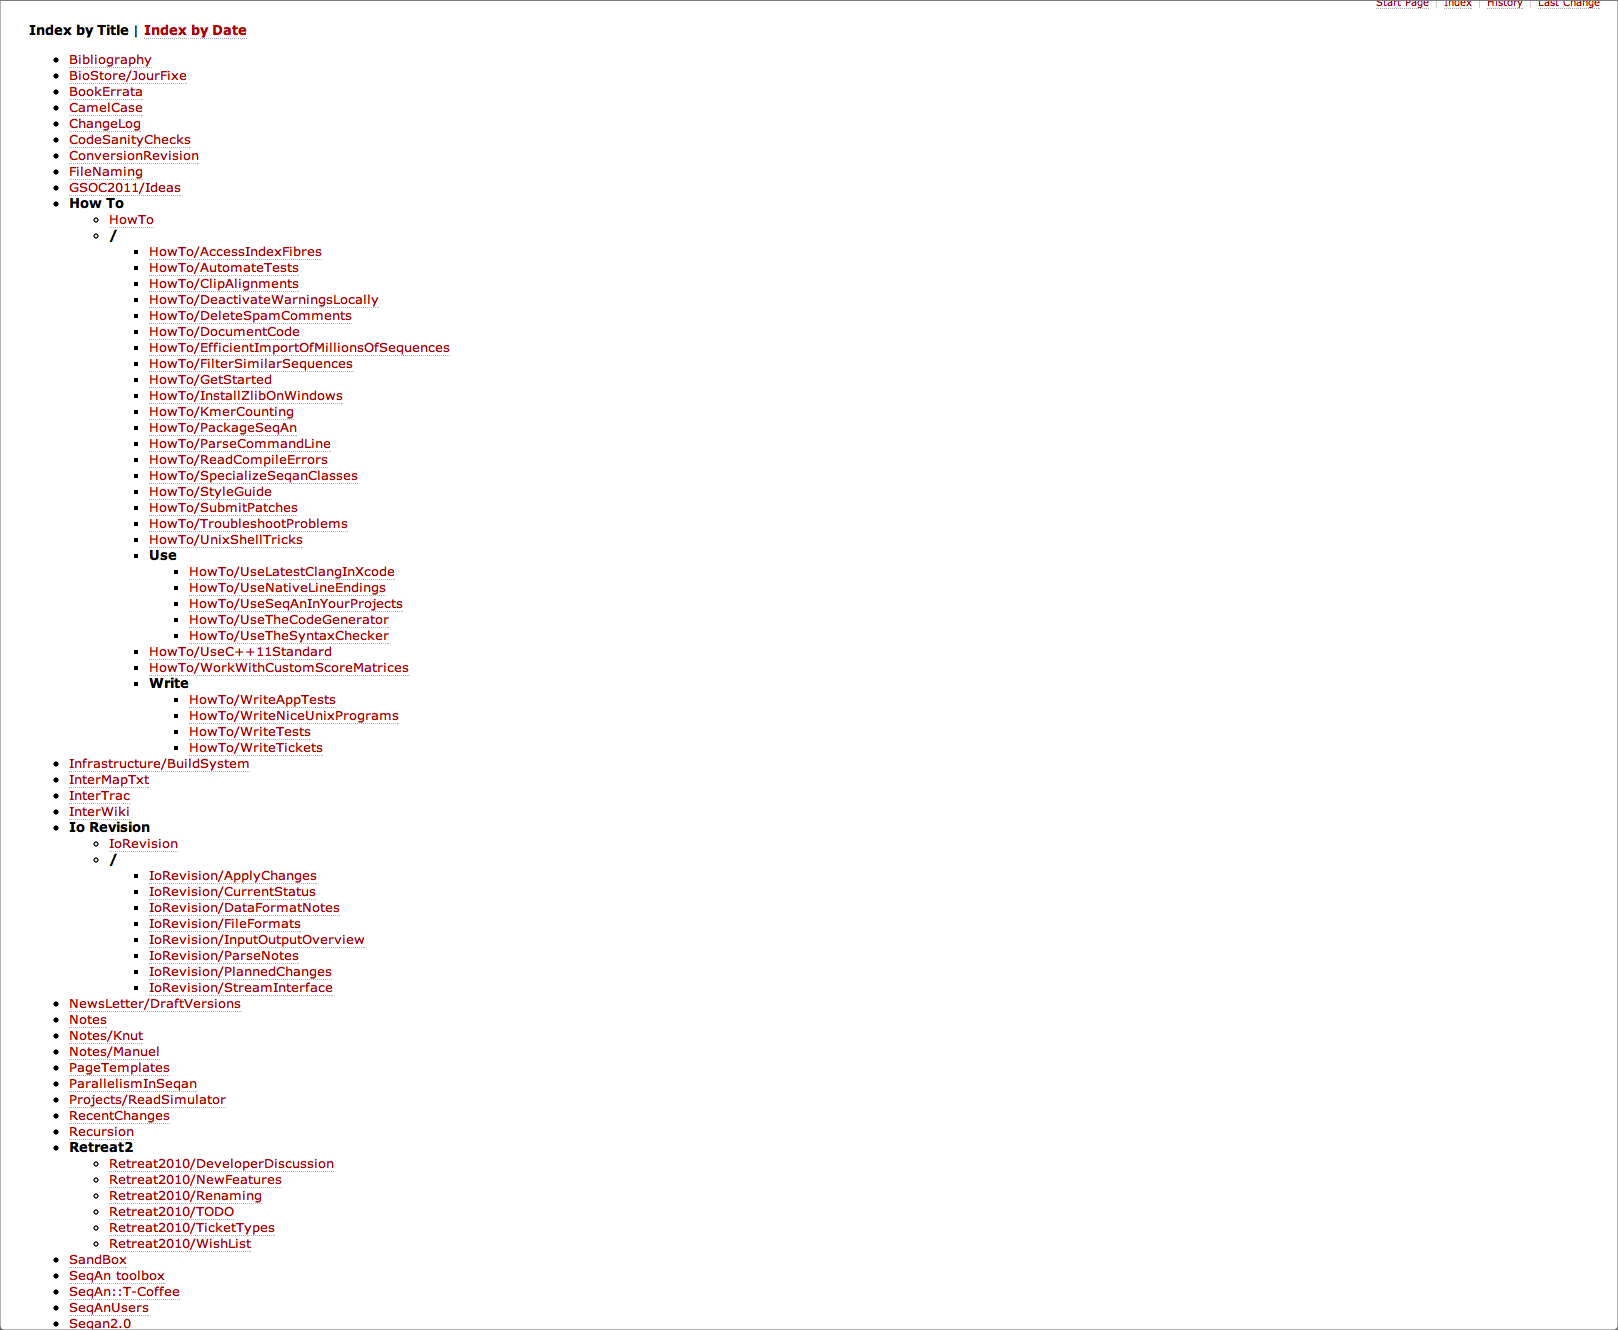 Start Page | Index | History | Last Change
Index by Title | Index by Date
Bibliography
BioStore/JourFixe
BookErrata
CamelCase
ChangeLog
CodeSanityChecks
ConversionRevision
FileNaming
GSOC2011/Ideas
How To
HowTo
/
HowTo/AccessIndexFibres
HowTo/AutomateTests
HowTo/ClipAlignments
HowTo/DeactivateWarningsLocally
HowTo/DeleteSpamComments
HowTo/DocumentCode
HowTo/EfficientImportOfMillionsOfSequences
HowTo/FilterSimilarSequences
HowTo/GetStarted
HowTo/InstallZlibOnWindows
HowTo/KmerCounting
HowTo/PackageSeqAn
HowTo/ParseCommandLine
HowTo/ReadCompileErrors
HowTo/SpecializeSeqanClasses
HowTo/StyleGuide
HowTo/SubmitPatches
HowTo/TroubleshootProblems
HowTo/UnixShellTricks
Use
HowTo/UseLatestClangInXcode
HowTo/UseNativeLineEndings
HowTo/UseSeqAnInYourProjects
HowTo/UseTheCodeGenerator
HowTo/UseTheSyntaxChecker
HowTo/UseC++11Standard
HowTo/WorkWithCustomScoreMatrices
Write
HowTo/WriteAppTests
HowTo/WriteNiceUnixPrograms
HowTo/WriteTests
HowTo/WriteTickets
Infrastructure/BuildSystem
InterMapTxt
InterTrac
InterWiki
Io Revision
IoRevision
/
IoRevision/ApplyChanges
IoRevision/CurrentStatus
IoRevision/DataFormatNotes
IoRevision/FileFormats
IoRevision/InputOutputOverview
IoRevision/ParseNotes
IoRevision/PlannedChanges
IoRevision/StreamInterface
NewsLetter/DraftVersions
Notes
Notes/Knut
Notes/Manuel
PageTemplates
ParallelismInSeqan
Projects/ReadSimulator
RecentChanges
Recursion
Retreat2
Retreat2010/DeveloperDiscussion
Retreat2010/NewFeatures
Retreat2010/Renaming
Retreat2010/TODO
Retreat2010/TicketTypes
Retreat2010/WishList
SandBox
SeqAn toolbox
SeqAn::T-Coffee
SeqAnUsers
Seqan2.0